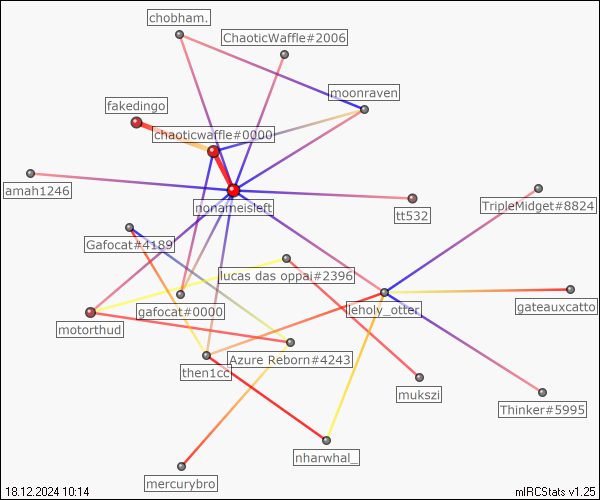 chobham.
ChaoticWaffle#2006
moonraven
fakedingo
chaoticwaffle#0000
amah1246
nonameisleft
tt532
TripleMidget#8824
Gafocat#4189
lucas das oppai#2396
gafocat#0000
leholy_otter
gateauxcatto
motorthud
Azure Reborn#4243
then1cc
mukszi
Thinker#5995
nharwhal_
mercurybro
18.12.2024 10:14
mIRCStats v1.25